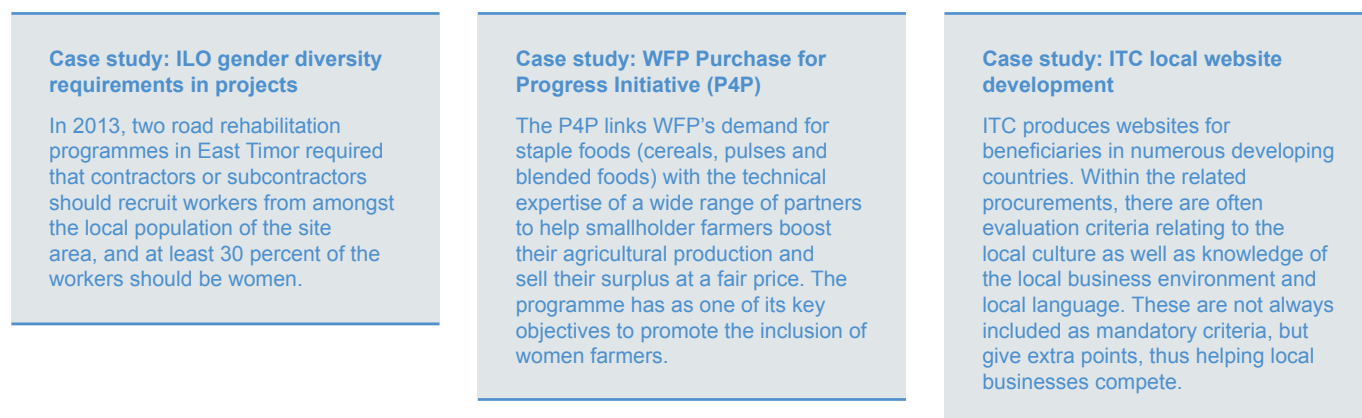 Case study: ILO gender diversity
requirements in projects
In 2013, two road rehabilitation
programmes in East Timor required
that contractors or subcontractors
should recruit workers from amongst
the local population of the site
area, and at least 30 percent of the
workers should be women.
Case study: WFP Purchase for
Progress Initiative (P4P)
The P4P links WFP’s demand for
staple foods (cereals, pulses and
blended foods) with the technical
expertise of a wide range of partners
to help smallholder farmers boost
their agricultural production and
sell their surplus at a fair price. The
programme has as one of its key
objectives to promote the inclusion of
women farmers.
Case study: ITC local website
development
ITC produces websites for
beneficiaries in numerous developing
countries. Within the related
procurements, there are often
evaluation criteria relating to the
local culture as well as knowledge of
the local business environment and
local language. These are not always
included as mandatory criteria, but
give extra points, thus helping local
businesses compete.